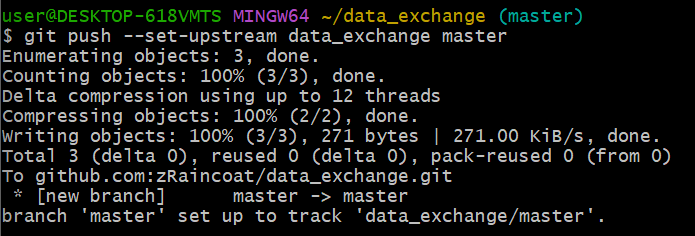 user@DESKTOP-618VMTS MINGW64 ~/data_exchange (master)
$ git push --set-upstream data_exchange master
Enumerating objects: 3, done.
Counting objects: 100% (3/3), done.
Delta compression using up to 12 threads
Compressing objects: 100% (2/2), done.
Writing objects: 100% (3/3), 271 bytes | 271.00 KiB/s, done.
Total 3 (delta 0), reused 0 (delta 0), pack-reused 0 (from 0)
To github.com:zRaincoat/data_exchange.git
 * [new branch]      master -> master
branch 'master' set up to track 'data_exchange/master'.